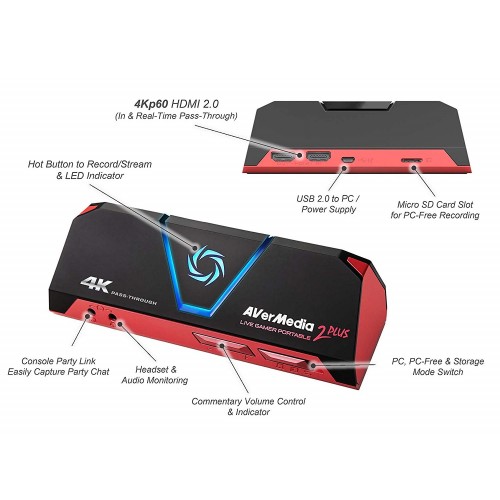 4Kp60 HDMI 2.0
(In & Real-Time Pass-Through)
Hot Button to Record/Stream
& LED Indicator
USB 2.0 to PC /
Power Supply
Micro SD Card Slot
for PC-Free Recording
4K
PASS-THROUGH
AVerMedia
LIVE GAMER PORTABLE 2 PLUS
Console Party Link
Easily Capture Party Chat
Headset &
Audio Monitoring
Commentary Volume Control
& Indicator
PC, PC-Free & Storage
Mode Switch